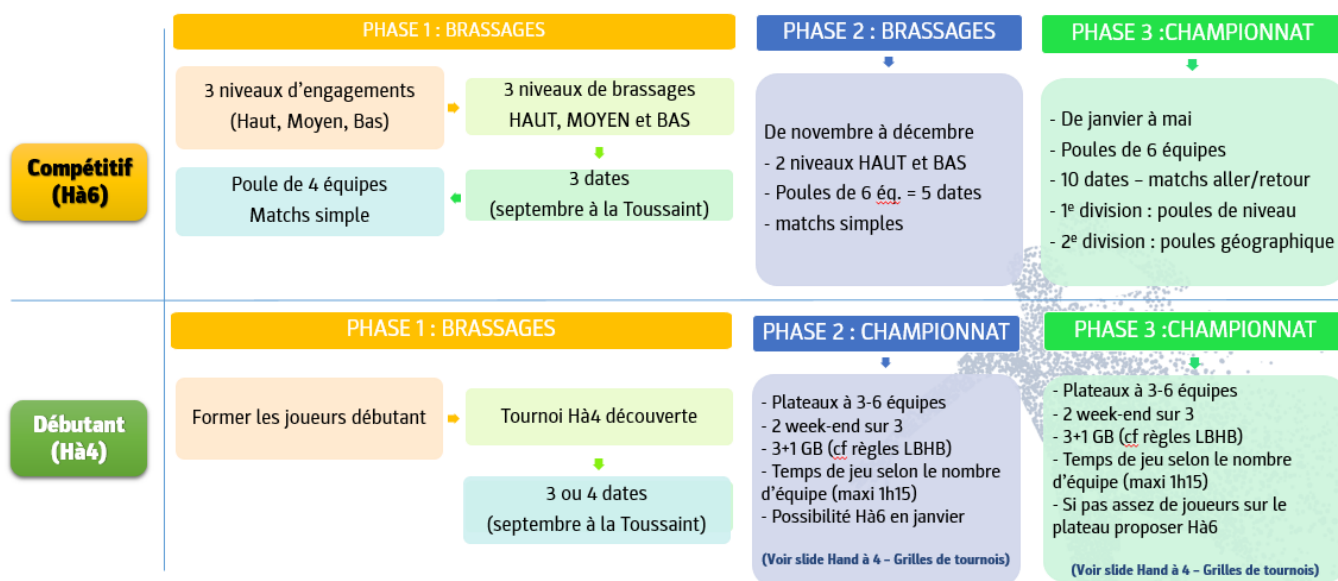 PHASE 1 : BRASSAGES
3 niveaux d'engagements
(Haut, Moyen, Bas)
3 niveaux de brassages
HAUT, MOYEN et BAS
Poule de 4 équipes
Matchs simple
3 dates
(septembre à la Toussaint)
PHASE 2 : BRASSAGES
De novembre à décembre
- 2 niveaux HAUT et BAS
- Poules de 6 éq. = 5 dates
- matchs simples
PHASE 3 :CHAMPIONNAT
- De janvier à mai
- Poules de 6 équipes
- 10 dates – matchs aller/retour
- 1e division : poules de niveau
- 2e division : poules géographique
Compétitif
(Hà6)
PHASE 1 : BRASSAGES
Former les joueurs débutant
Tournoi Hà4 découverte
3 ou 4 dates
(septembre à la Toussaint)
PHASE 2 : CHAMPIONNAT
- Plateaux à 3-6 équipes
- 2 week-end sur 3
- 3+1 GB (cf règles LBHB)
- Temps de jeu selon le nombre
d'équipe (maxi 1h15)
- Possibilité Hà6 en janvier
(Voir slide Hand à 4 – Grilles de tournois)
PHASE 3 :CHAMPIONNAT
- Plateaux à 3-6 équipes
- 2 week-end sur 3
- 3+1 GB (cf règles LBHB)
- Temps de jeu selon le nombre
d'équipe (maxi 1h15)
- Si pas assez de joueurs sur le
plateau proposer Hà6
(Voir slide Hand à 4 – Grilles de tournois)
Débutant
(Hà4)